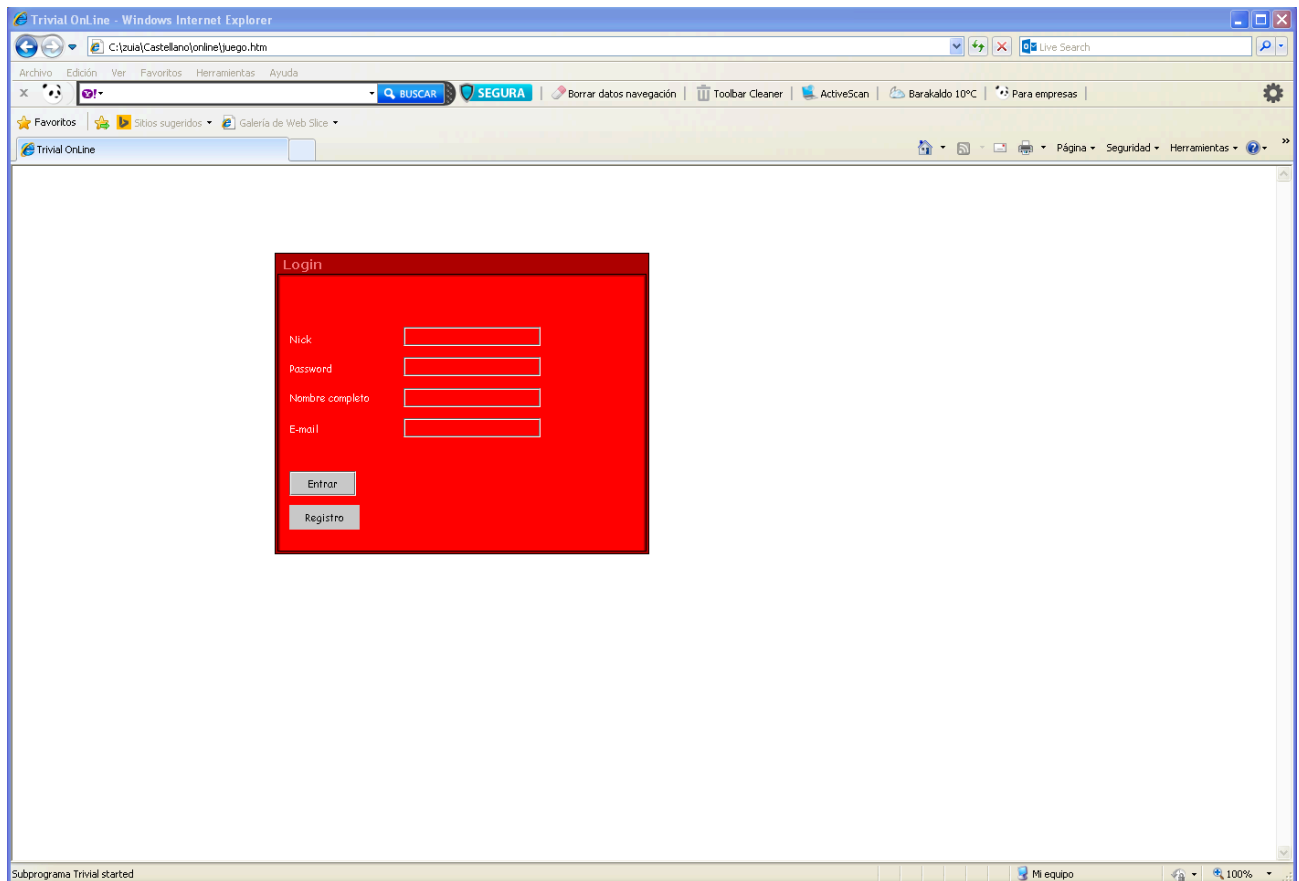 Trivial OnLine - Windows Internet Explorer
C:\zuia\Castellano\online\juego.htm
Live Search
Archivo Edición Ver Favoritos Herramientas Ayuda
x Y! BUSCAR SEGURA | Borrar datos navegación | Toolbar Cleaner | ActiveScan | Barakaldo 10ºC | Para empresas |
Favoritos Sitios sugeridos Galería de Web Slice
Trivial OnLine Página Seguridad Herramientas »
Login
Nick
Password
Nombre completo
E-mail
Entrar
Registro
Subprograma Trivial started Mi equipo 100%